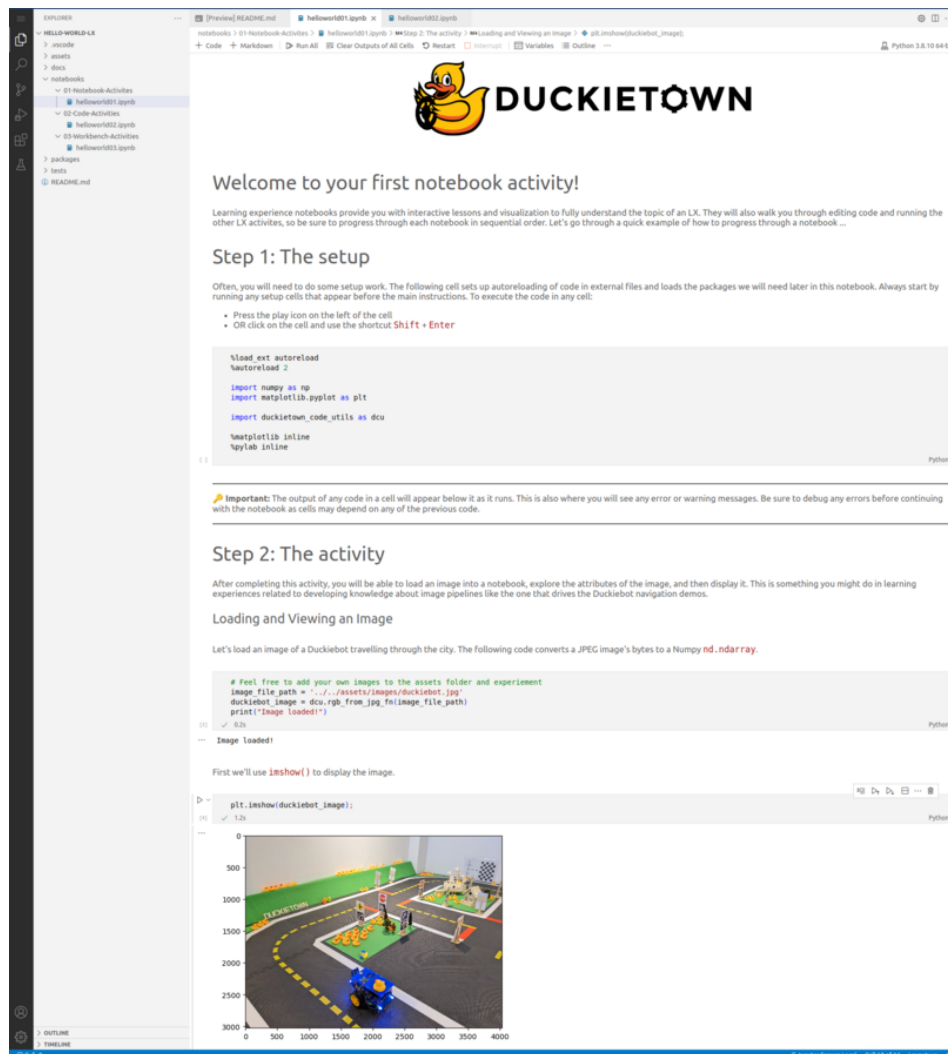 EXPLORER
[Preview] README.md
helloworld01.ipynb
helloworld02.ipynb
HELLO-WORLD-LX
.vscode
assets
docs
notebooks
01-Notebook-Activites
helloworld01.ipynb
02-Code-Activities
helloworld02.ipynb
03-Workbench-Activities
helloworld03.ipynb
packages
tests
README.md
OUTLINE
TIMELINE
notebooks > 01-Notebook-Activites > helloworld01.ipynb > Step 2: The activity > Loading and Viewing an Image > plt.imshow(duckiebot_image);
+ Code + Markdown Run All Clear Outputs of All Cells Restart Interrupt Variables Outline ... Python 3.8.10 64-b
DUCKIETOWN
Welcome to your first notebook activity!
Learning experience notebooks provide you with interactive lessons and visualization to fully understand the topic of an LX. They will also walk you through editing code and running the
other LX activites, so be sure to progress through each notebook in sequential order. Let's go through a quick example of how to progress through a notebook ...
Step 1: The setup
Often, you will need to do some setup work. The following cell sets up autoreloading of code in external files and loads the packages we will need later in this notebook. Always start by
running any setup cells that appear before the main instructions. To execute the code in any cell:
• Press the play icon on the left of the cell
• OR click on the cell and use the shortcut Shift + Enter
%load_ext autoreload
%autoreload 2
import numpy as np
import matplotlib.pyplot as plt
import duckietown_code_utils as dcu
%matplotlib inline
%pylab inline
[ ]
Python
Important: The output of any code in a cell will appear below it as it runs. This is also where you will see any error or warning messages. Be sure to debug any errors before continuing
with the notebook as cells may depend on any of the previous code.
Step 2: The activity
After completing this activity, you will be able to load an image into a notebook, explore the attributes of the image, and then display it. This is something you might do in learning
experiences related to developing knowledge about image pipelines like the one that drives the Duckiebot navigation demos.
Loading and Viewing an Image
Let's load an image of a Duckiebot travelling through the city. The following code converts a JPEG image's bytes to a Numpy nd.ndarray.
# Feel free to add your own images to the assets folder and experiement
image_file_path = '../../assets/images/duckiebot.jpg'
duckiebot_image = dcu.rgb_from_jpg_fn(image_file_path)
print("Image loaded!")
0.2s
Python
Image loaded!
First we'll use imshow() to display the image.
plt.imshow(duckiebot_image);
[4] 1.2s
Python
0
500
1000
1500
2000
2500
3000
DUCKIETOWN
0 500 1000 1500 2000 2500 3000 3500 4000